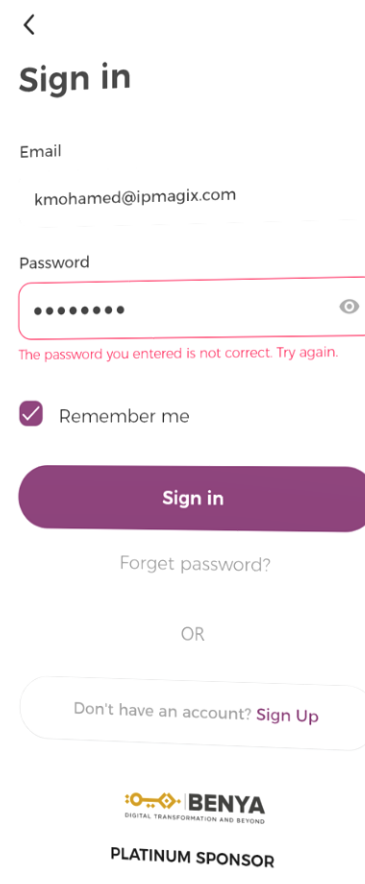 Sign in
Email
kmohamed@ipmagix.com
Password
The password you entered is not correct. Try again.
Remember me
Sign in
Forget password?
OR
Don't have an account? Sign Up
BENYA
DIGITAL TRANSFORMATION AND BEYOND
PLATINUM SPONSOR